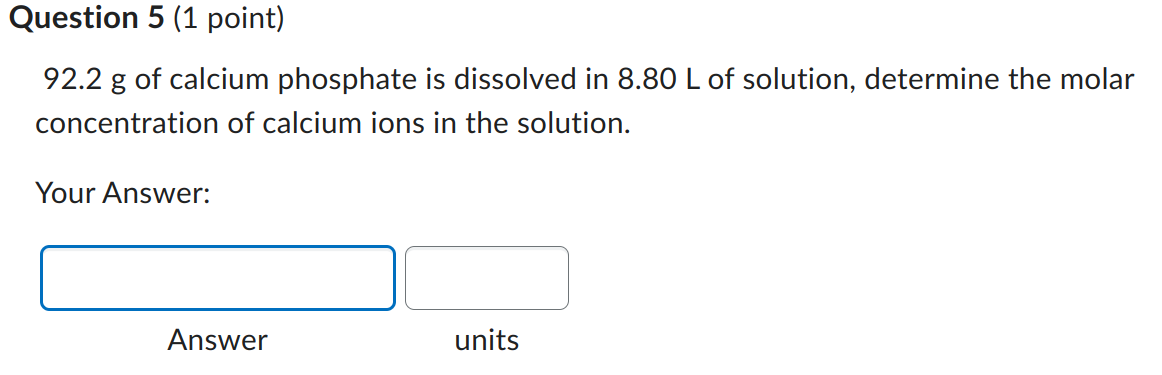 Question 5 (1 point)
92.2 g of calcium phosphate is dissolved in 8.80 L of solution, determine the molar
concentration of calcium ions in the solution.
Your Answer:
Answer units